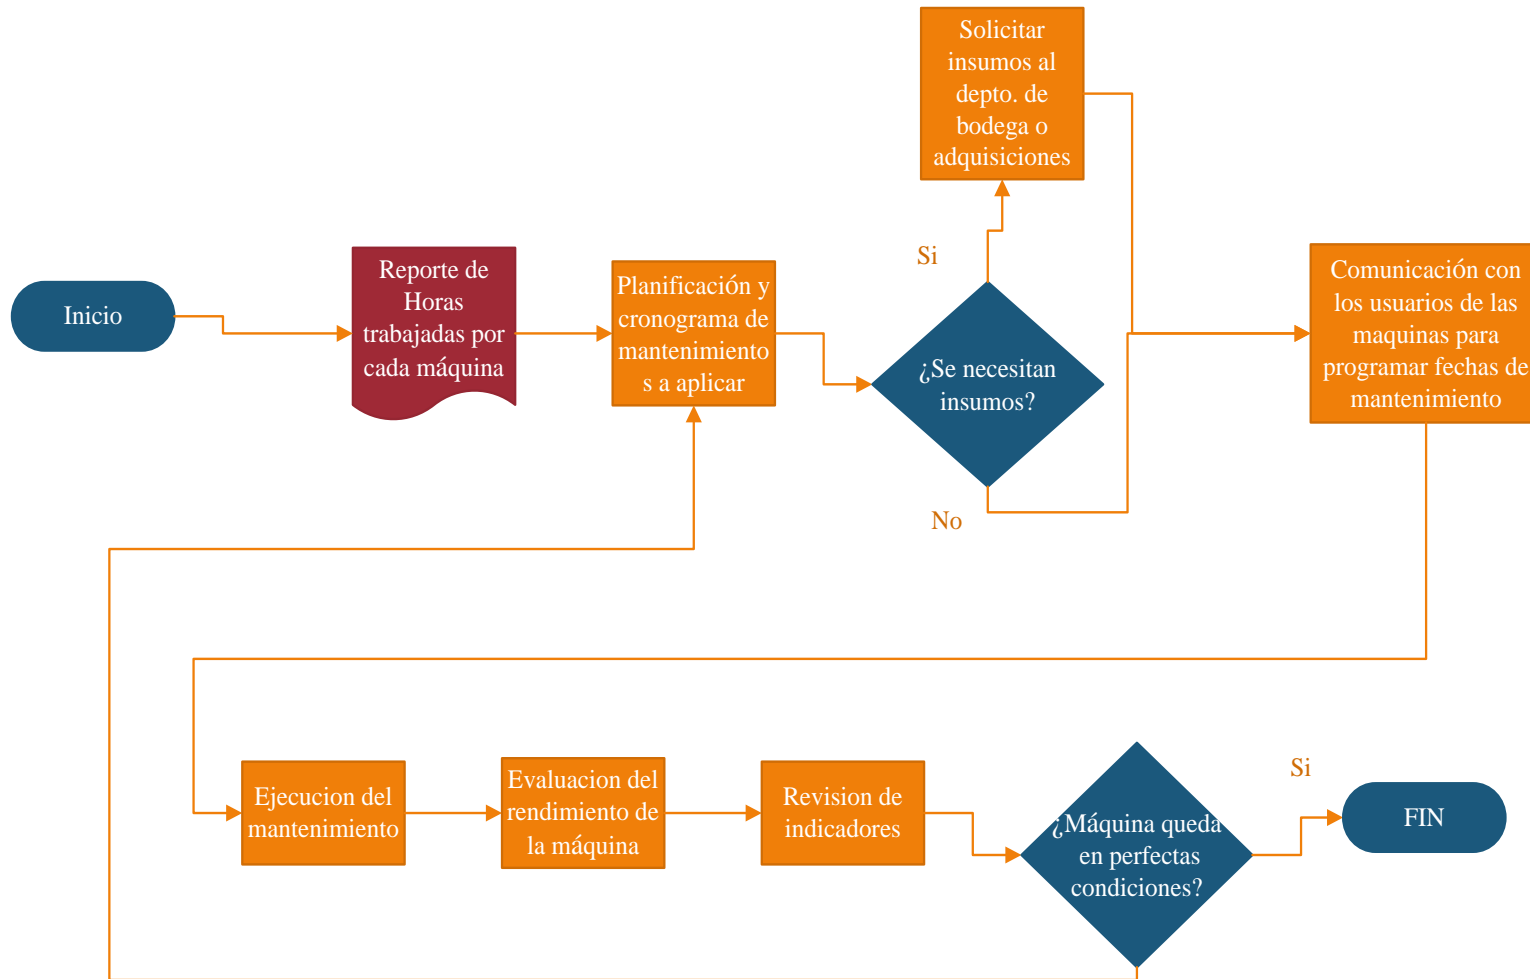 Solicitar
insumos al
depto. de
bodega o
adquisiciones
Si
Inicio
Reporte de
Horas
trabajadas por
cada máquina
Planificación y
cronograma de
mantenimiento
s a aplicar
¿Se necesitan
insumos?
No
Comunicación con
los usuarios de las
maquinas para
programar fechas de
mantenimiento
Ejecucion del
mantenimiento
Evaluacion del
rendimiento de
la máquina
Revision de
indicadores
¿Máquina queda
en perfectas
condiciones?
Si
FIN